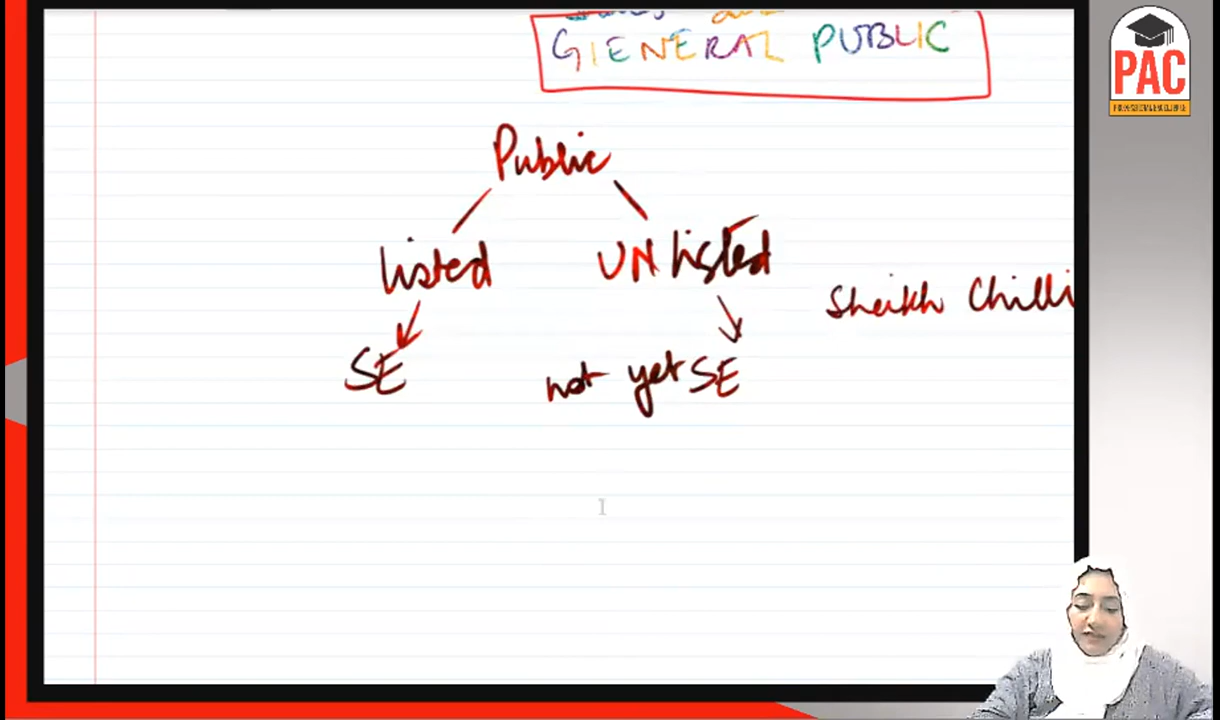 GENERAL PUBLIC
Public
listed UNlisted
Sheikh Chilli
SE not yet SE
PAC